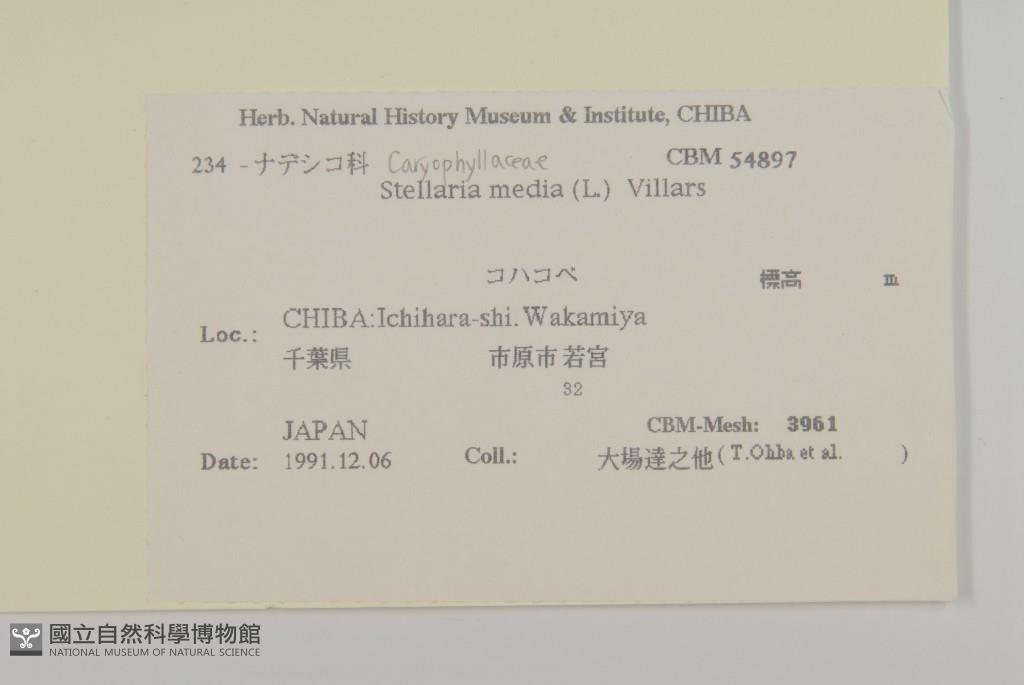 Herb. Natural History Museum & Institute, CHIBA
234 - ナデシコ科 Caryophyllaceae CBM 54897
Stellaria media (L.) Villars
コハコベ 標高 m
Loc.: CHIBA:Ichihara-shi. Wakamiya
千葉県 市原市 若宮
32
JAPAN CBM-Mesh: 3961
Date: 1991.12.06 Coll.: 大場達之他 ( T.Ohba et al. )
國立自然科學博物館
NATIONAL MUSEUM OF NATURAL SCIENCE